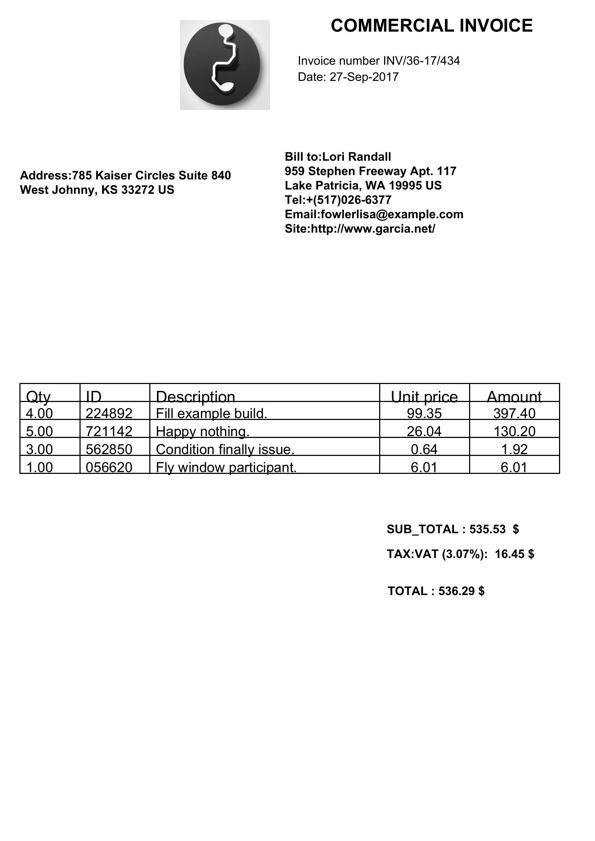 COMMERCIAL INVOICE
Invoice number INV/36-17/434
Date: 27-Sep-2017
Address:785 Kaiser Circles Suite 840
West Johnny, KS 33272 US
Bill to:Lori Randall
959 Stephen Freeway Apt. 117
Lake Patricia, WA 19995 US
Tel:+(517)026-6377
Email:fowlerlisa@example.com
Site:http://www.garcia.net/
Qty ID Description Unit price Amount
4.00 224892 Fill example build. 99.35 397.40
5.00 721142 Happy nothing. 26.04 130.20
3.00 562850 Condition finally issue. 0.64 1.92
1.00 056620 Fly window participant. 6.01 6.01
SUB_TOTAL : 535.53 $
TAX:VAT (3.07%): 16.45 $
TOTAL : 536.29 $